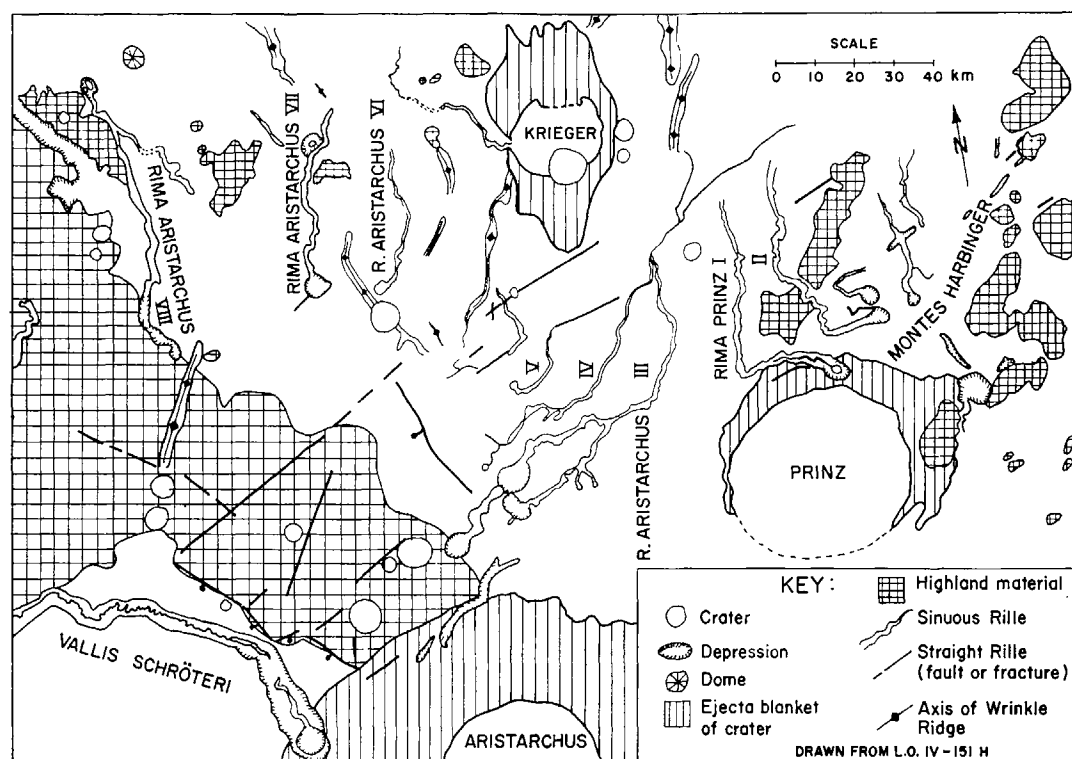 SCALE
0 10 20 30 40 km
N
KRIEGER
RIMA ARISTARCHUS VII
R. ARISTARCHUS VI
RIMA ARISTARCHUS
VIII
V
IV
III
R. ARISTARCHUS
RIMA PRINZ I
II
MONTES HARBINGER
PRINZ
VALLIS SCHRÖTERI
ARISTARCHUS
KEY:
Crater
Depression
Dome
Ejecta blanket
of crater
Highland material
Sinuous Rille
Straight Rille
(fault or fracture)
Axis of Wrinkle
Ridge
DRAWN FROM L.O. IV-151 H